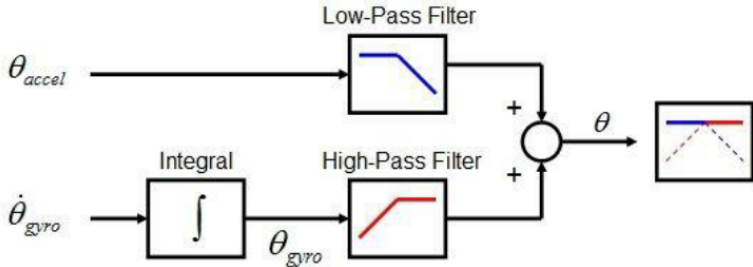 Low-Pass Filter
θaccel
+
θ
Integral
High-Pass Filter
+
θ̇gyro
∫
θgyro